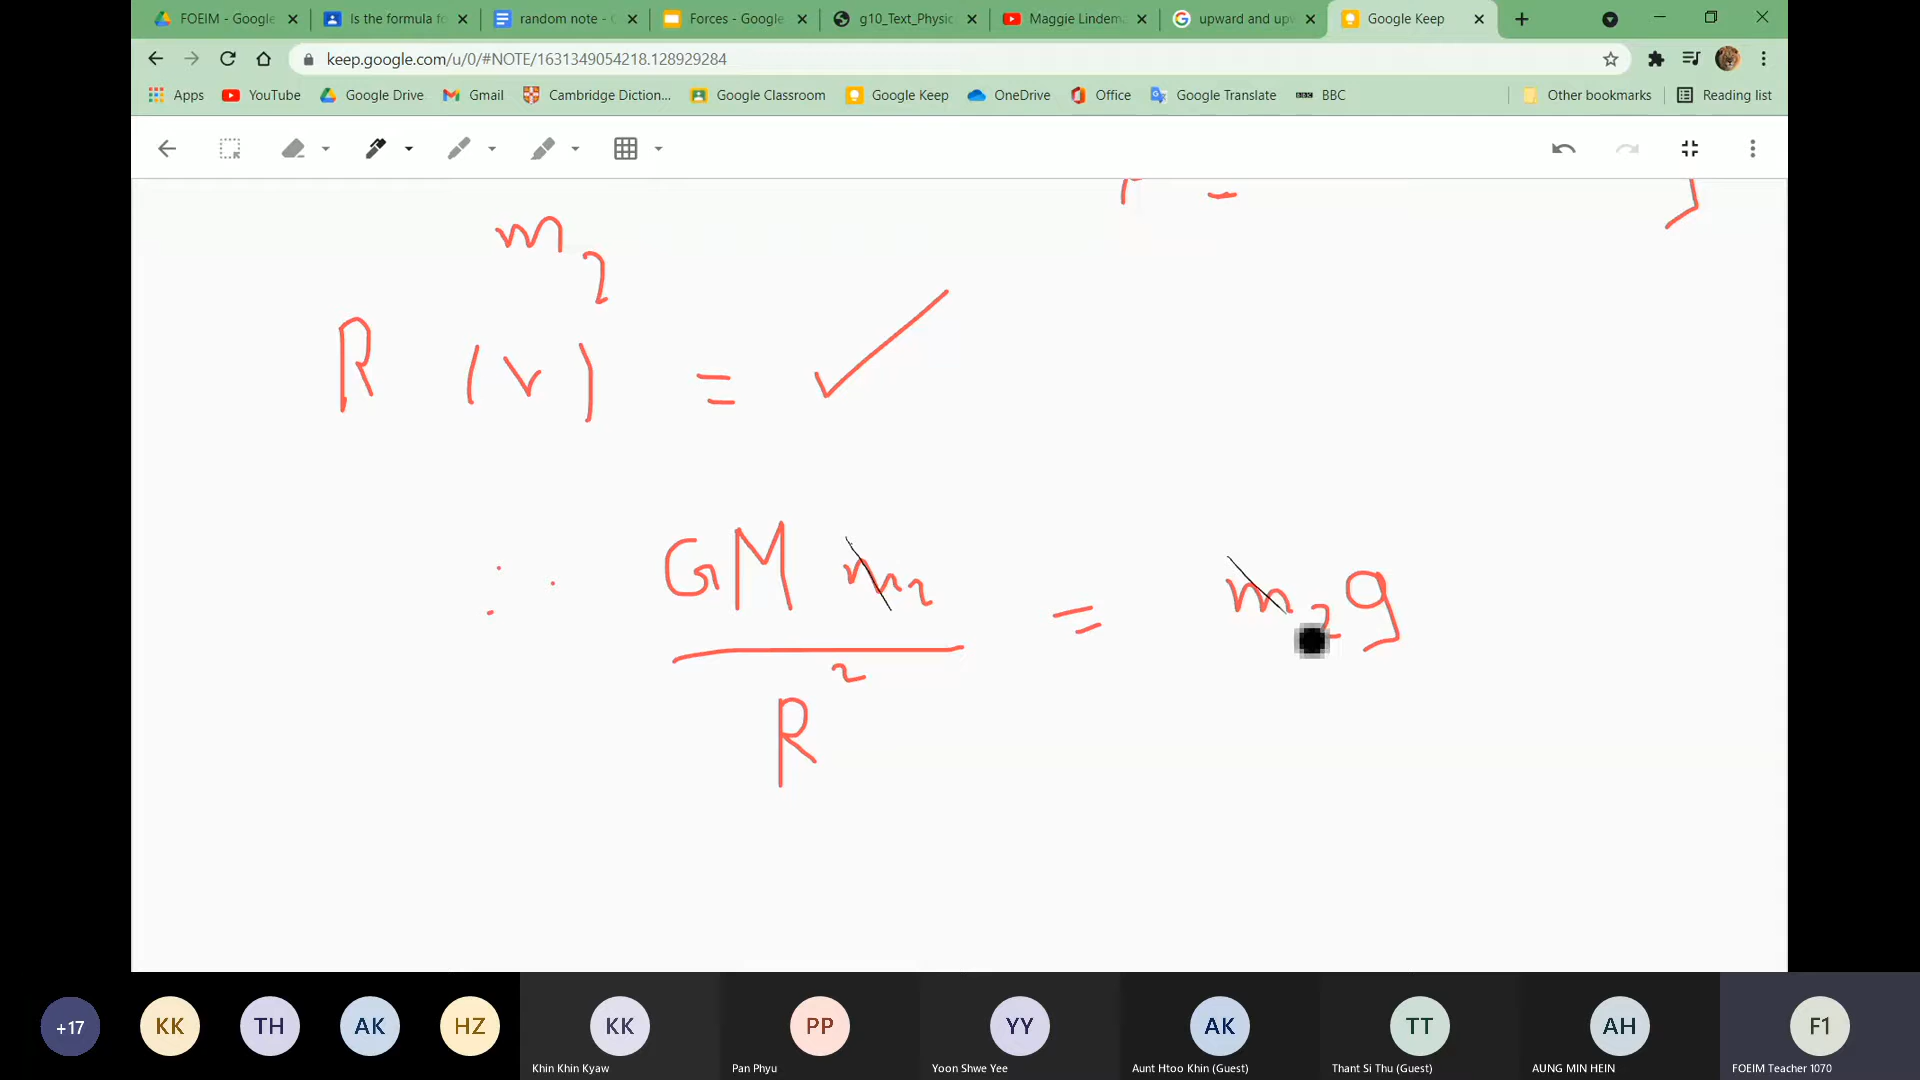 FOEIM - Google
Is the formula fo
random note - G
Forces - Google
g10_Text_Physic
Maggie Lindema
upward and upw
Google Keep
keep.google.com/u/0/#NOTE/1631349054218.128929284
Apps YouTube Google Drive Gmail Cambridge Diction... Google Classroom Google Keep OneDrive Office Google Translate BBC Other bookmarks Reading list
m2
R (v) = ✓
∴ GM m2 = m2g
R²
+17 KK TH AK HZ KK PP YY AK TT AH F1
Khin Khin Kyaw Pan Phyu Yoon Shwe Yee Aunt Htoo Khin (Guest) Thant Si Thu (Guest) AUNG MIN HEIN FOEIM Teacher 1070